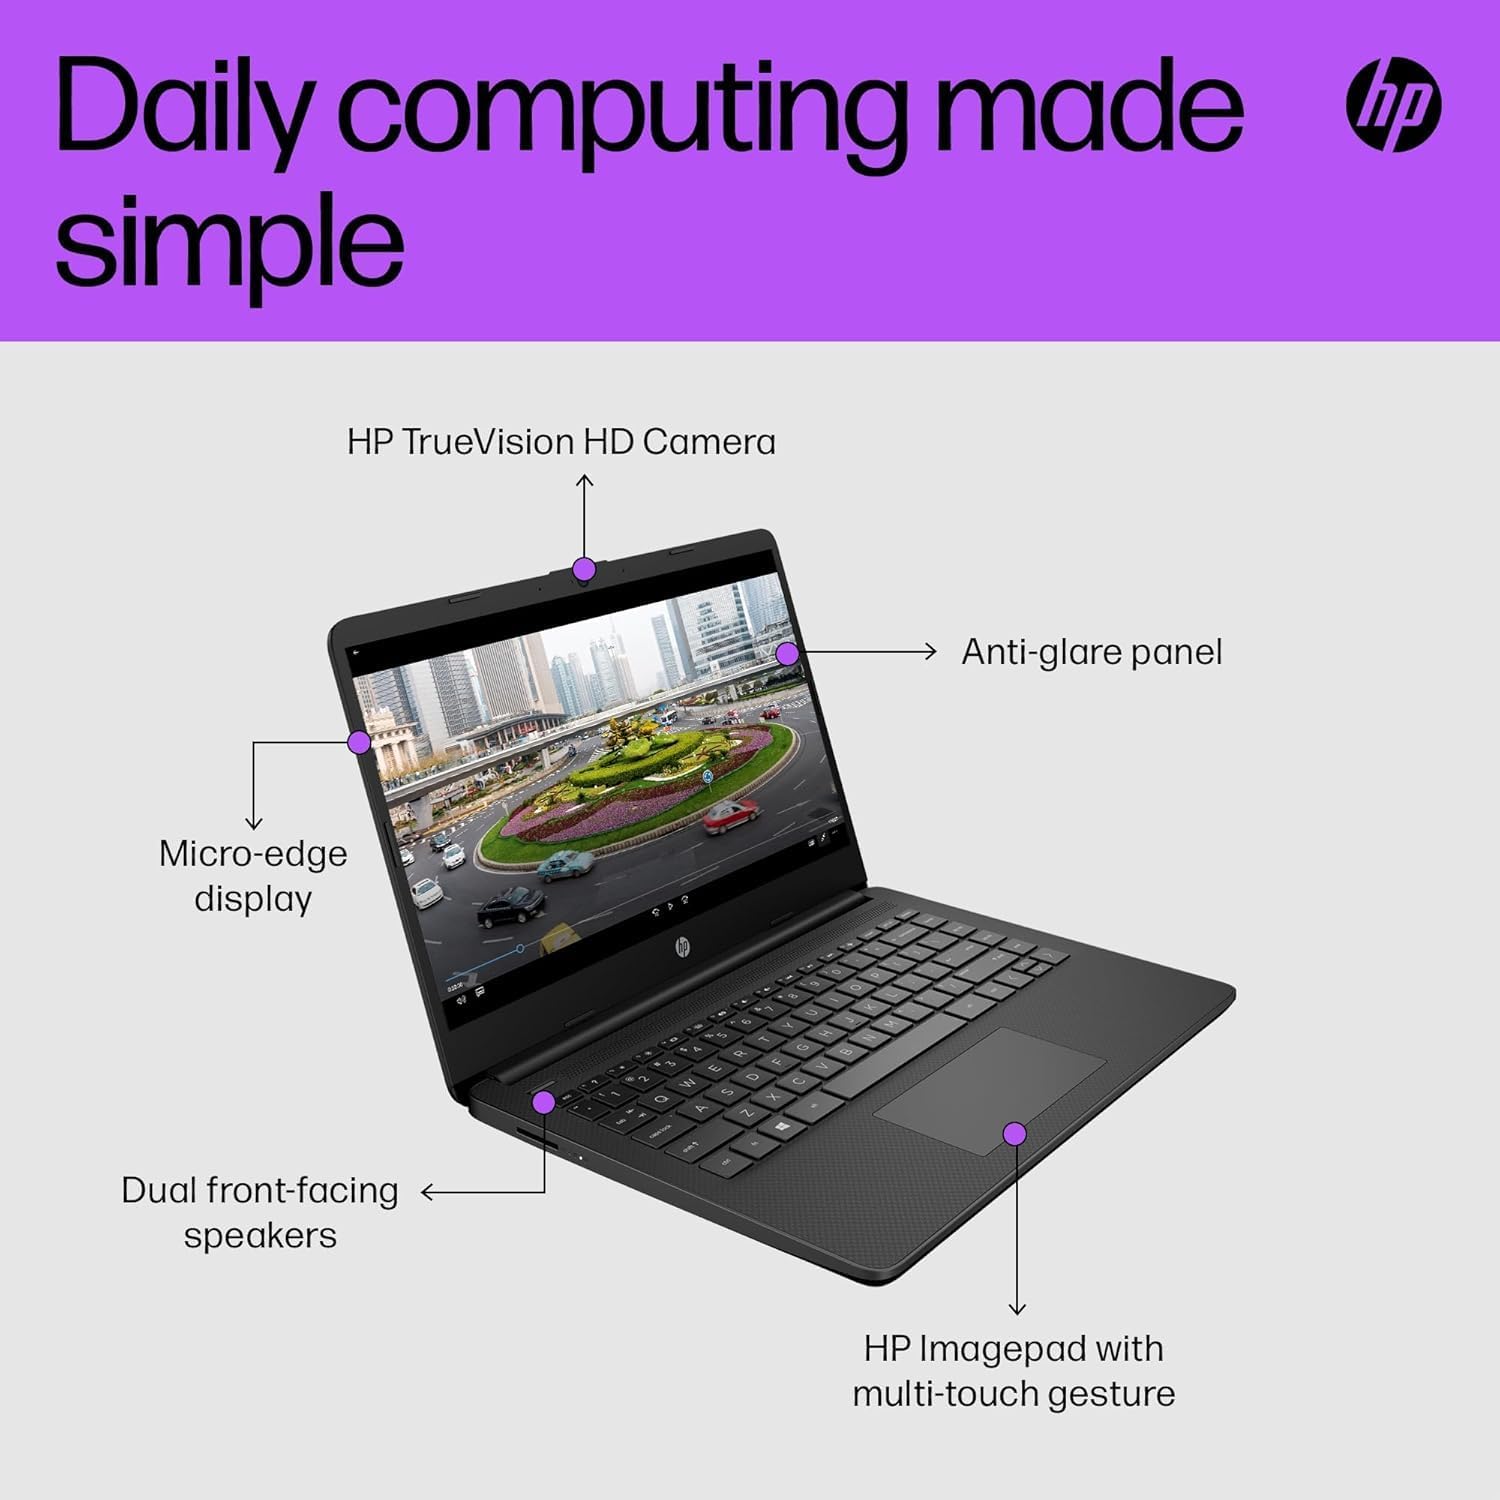 Daily computing made
simple
hp
HP TrueVision HD Camera
Anti-glare panel
Micro-edge
display
hp
Dual front-facing
speakers
HP Imagepad with
multi-touch gesture